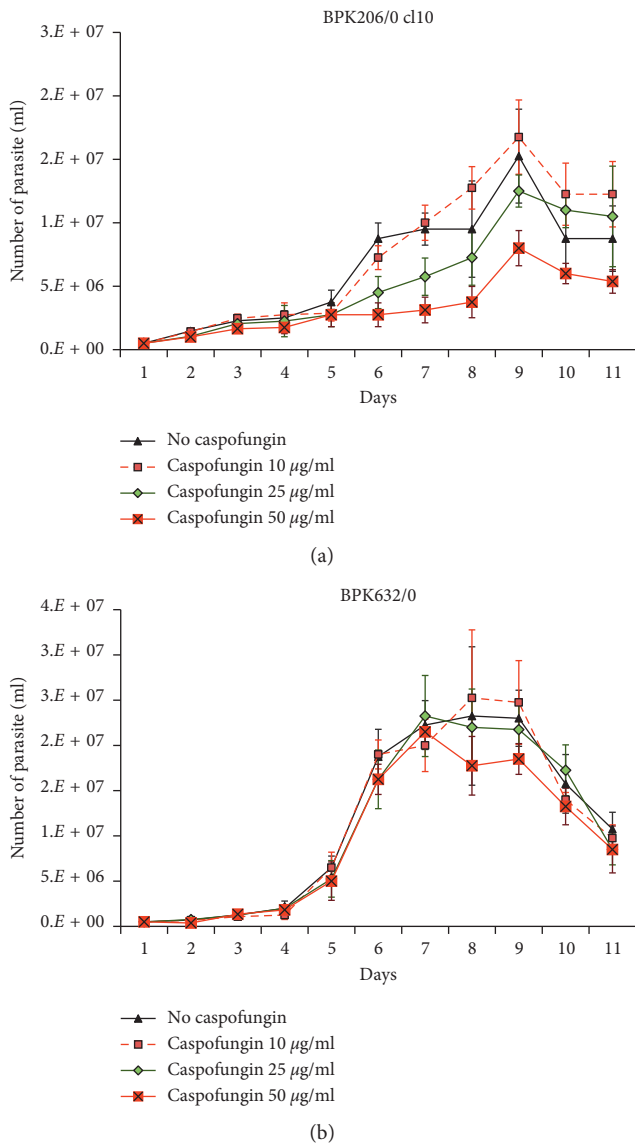 BPK206/0 cl10
3.E + 07
3.E + 07
2.E + 07
2.E + 07
1.E + 07
5.E + 06
0.E + 00
Number of parasite (ml)
1 2 3 4 5 6 7 8 9 10 11
Days
No caspofungin
Caspofungin 10 μg/ml
Caspofungin 25 μg/ml
Caspofungin 50 μg/ml
(a)
BPK632/0
4.E + 07
3.E + 07
3.E + 07
2.E + 07
2.E + 07
1.E + 07
5.E + 06
0.E + 00
Number of parasite (ml)
1 2 3 4 5 6 7 8 9 10 11
Days
No caspofungin
Caspofungin 10 μg/ml
Caspofungin 25 μg/ml
Caspofungin 50 μg/ml
(b)